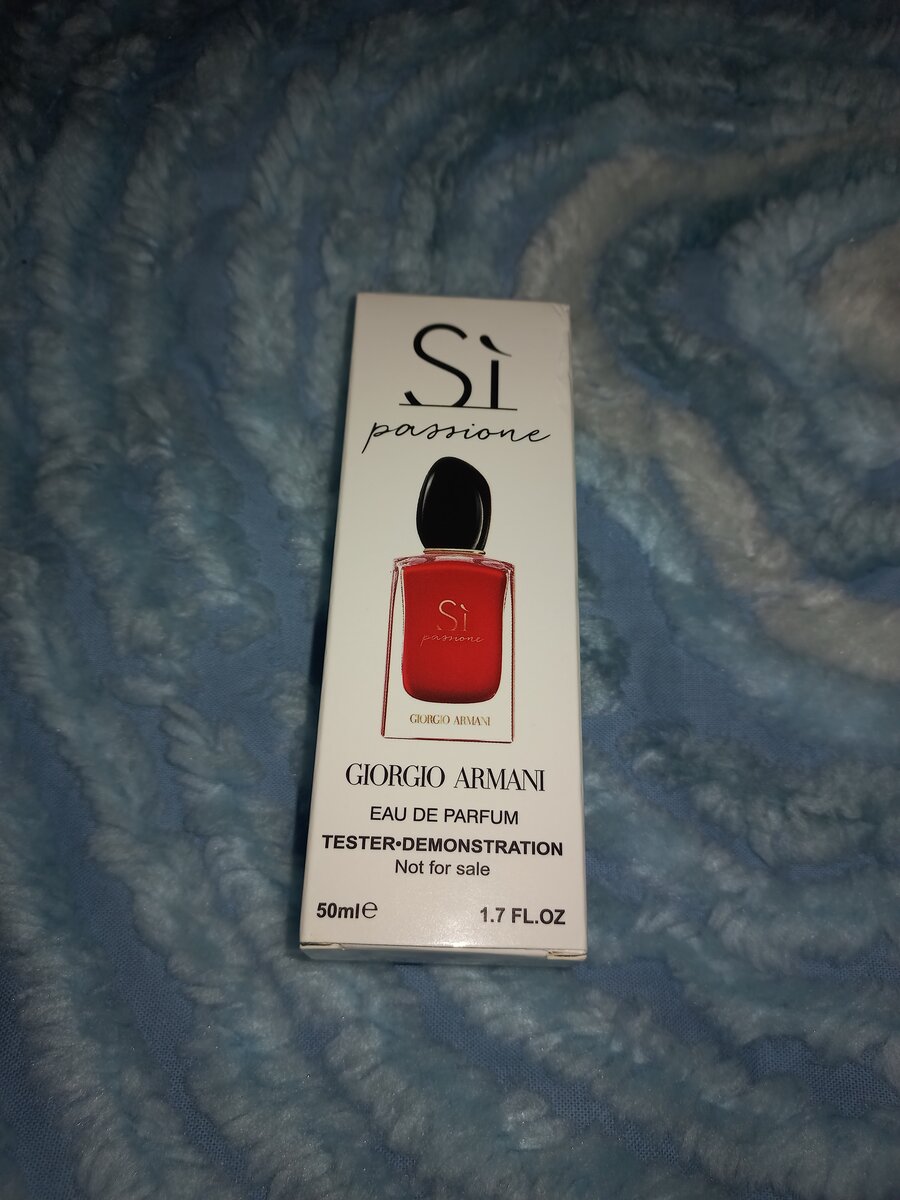 Sì
passione
Sì
passione
GIORGIO ARMANI
GIORGIO ARMANI
EAU DE PARFUM
TESTER•DEMONSTRATION
Not for sale
50ml℮ 1.7 FL.OZ